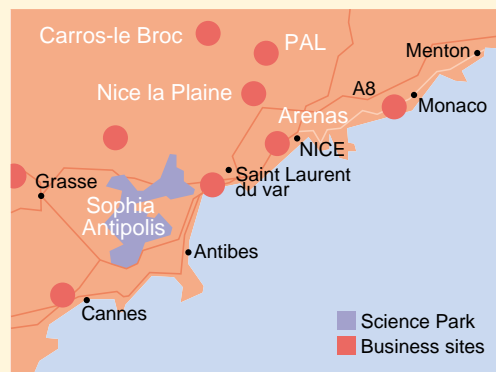 Carros-le Broc
PAL
Menton
A8
Nice la Plaine
Monaco
Arenas
NICE
Saint Laurent
du var
Grasse
Sophia
Antipolis
Antibes
Cannes
Science Park
Business sites